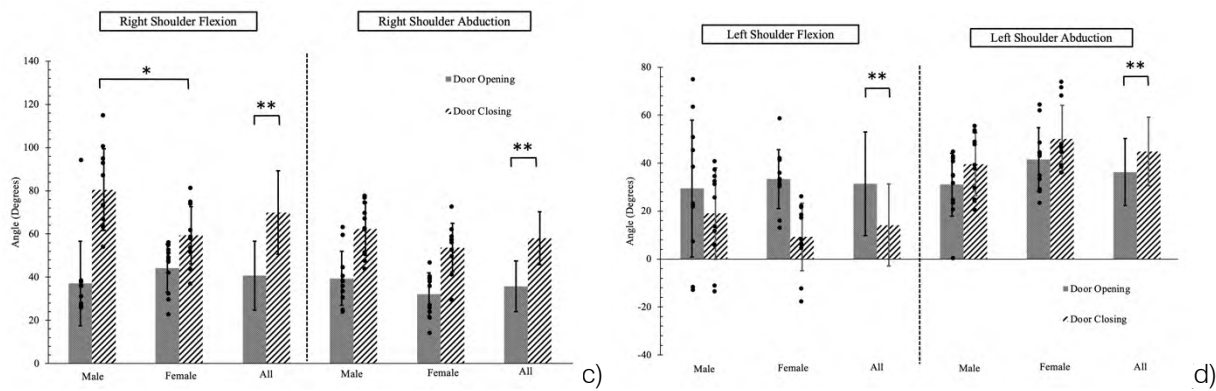 Right Shoulder Flexion
Right Shoulder Abduction
140
120
100
80
60
40
20
0
Angle (Degrees)
*
**
**
Door Opening
Door Closing
Male
Female
All
Male
Female
All
c)
Left Shoulder Flexion
Left Shoulder Abduction
80
60
40
20
0
-20
-40
Angle (Degrees)
**
**
Door Opening
Door Closing
Male
Female
All
Male
Female
All
d)